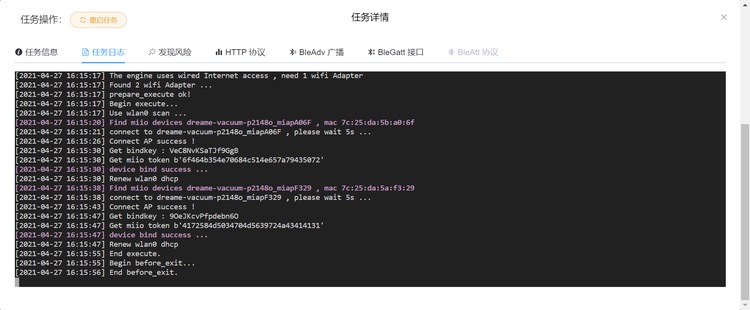 任务操作: 重启任务 任务详情
任务信息 任务日志 发现风险 HTTP 协议 BleAdv 广播 BleGatt 接口 BleAtt 协议
[2021-04-27 16:15:17] The engine uses wired Internet access , need 1 wifi Adapter
[2021-04-27 16:15:17] Found 2 wifi Adapter ...
[2021-04-27 16:15:17] prepare_execute ok!
[2021-04-27 16:15:17] Begin execute...
[2021-04-27 16:15:17] Use wlan0 scan ...
[2021-04-27 16:15:20] Find miio devices dreame-vacuum-p2148o_miapA06F , mac 7c:25:da:5b:a0:6f
[2021-04-27 16:15:21] connect to dreame-vacuum-p2148o_miapA06F , please wait 5s ...
[2021-04-27 16:15:26] Connect AP success !
[2021-04-27 16:15:30] Get bindkey : VeC8NvKSaTJf9GgB
[2021-04-27 16:15:30] Get miio token b'6f464b354e70684c514e657a79435072'
[2021-04-27 16:15:30] device bind success ...
[2021-04-27 16:15:30] Renew wlan0 dhcp
[2021-04-27 16:15:38] Find miio devices dreame-vacuum-p2148o_miapF329 , mac 7c:25:da:5a:f3:29
[2021-04-27 16:15:38] connect to dreame-vacuum-p2148o_miapF329 , please wait 5s ...
[2021-04-27 16:15:43] Connect AP success !
[2021-04-27 16:15:47] Get bindkey : 9OeJKcvPfpdebn6O
[2021-04-27 16:15:47] Get miio token b'4172584d5034704d5639724a43414131'
[2021-04-27 16:15:47] device bind success ...
[2021-04-27 16:15:47] Renew wlan0 dhcp
[2021-04-27 16:15:55] End execute.
[2021-04-27 16:15:55] Begin before_exit...
[2021-04-27 16:15:56] End before_exit.